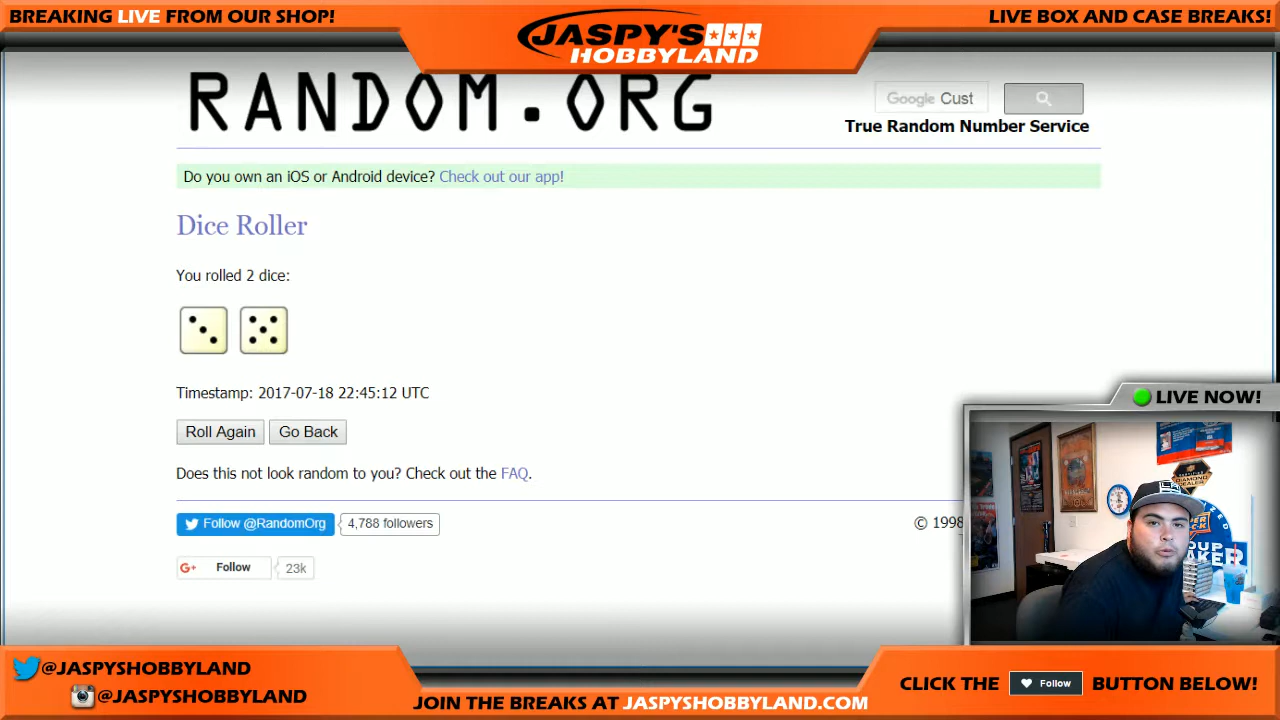 BREAKING LIVE FROM OUR SHOP!
JASPY'S
HOBBYLAND
LIVE BOX AND CASE BREAKS!
RANDOM.ORG
Google Cust
True Random Number Service
Do you own an iOS or Android device? Check out our app!
Dice Roller
You rolled 2 dice:
Timestamp: 2017-07-18 22:45:12 UTC
Roll Again Go Back
LIVE NOW!
Does this not look random to you? Check out the FAQ.
Follow @RandomOrg 4,788 followers
© 1998
G+ Follow 23k
DIAMOND
DEALER
@JASPYSHOBBYLAND
@JASPYSHOBBYLAND
JOIN THE BREAKS AT JASPYSHOBBYLAND.COM
CLICK THE Follow BUTTON BELOW!